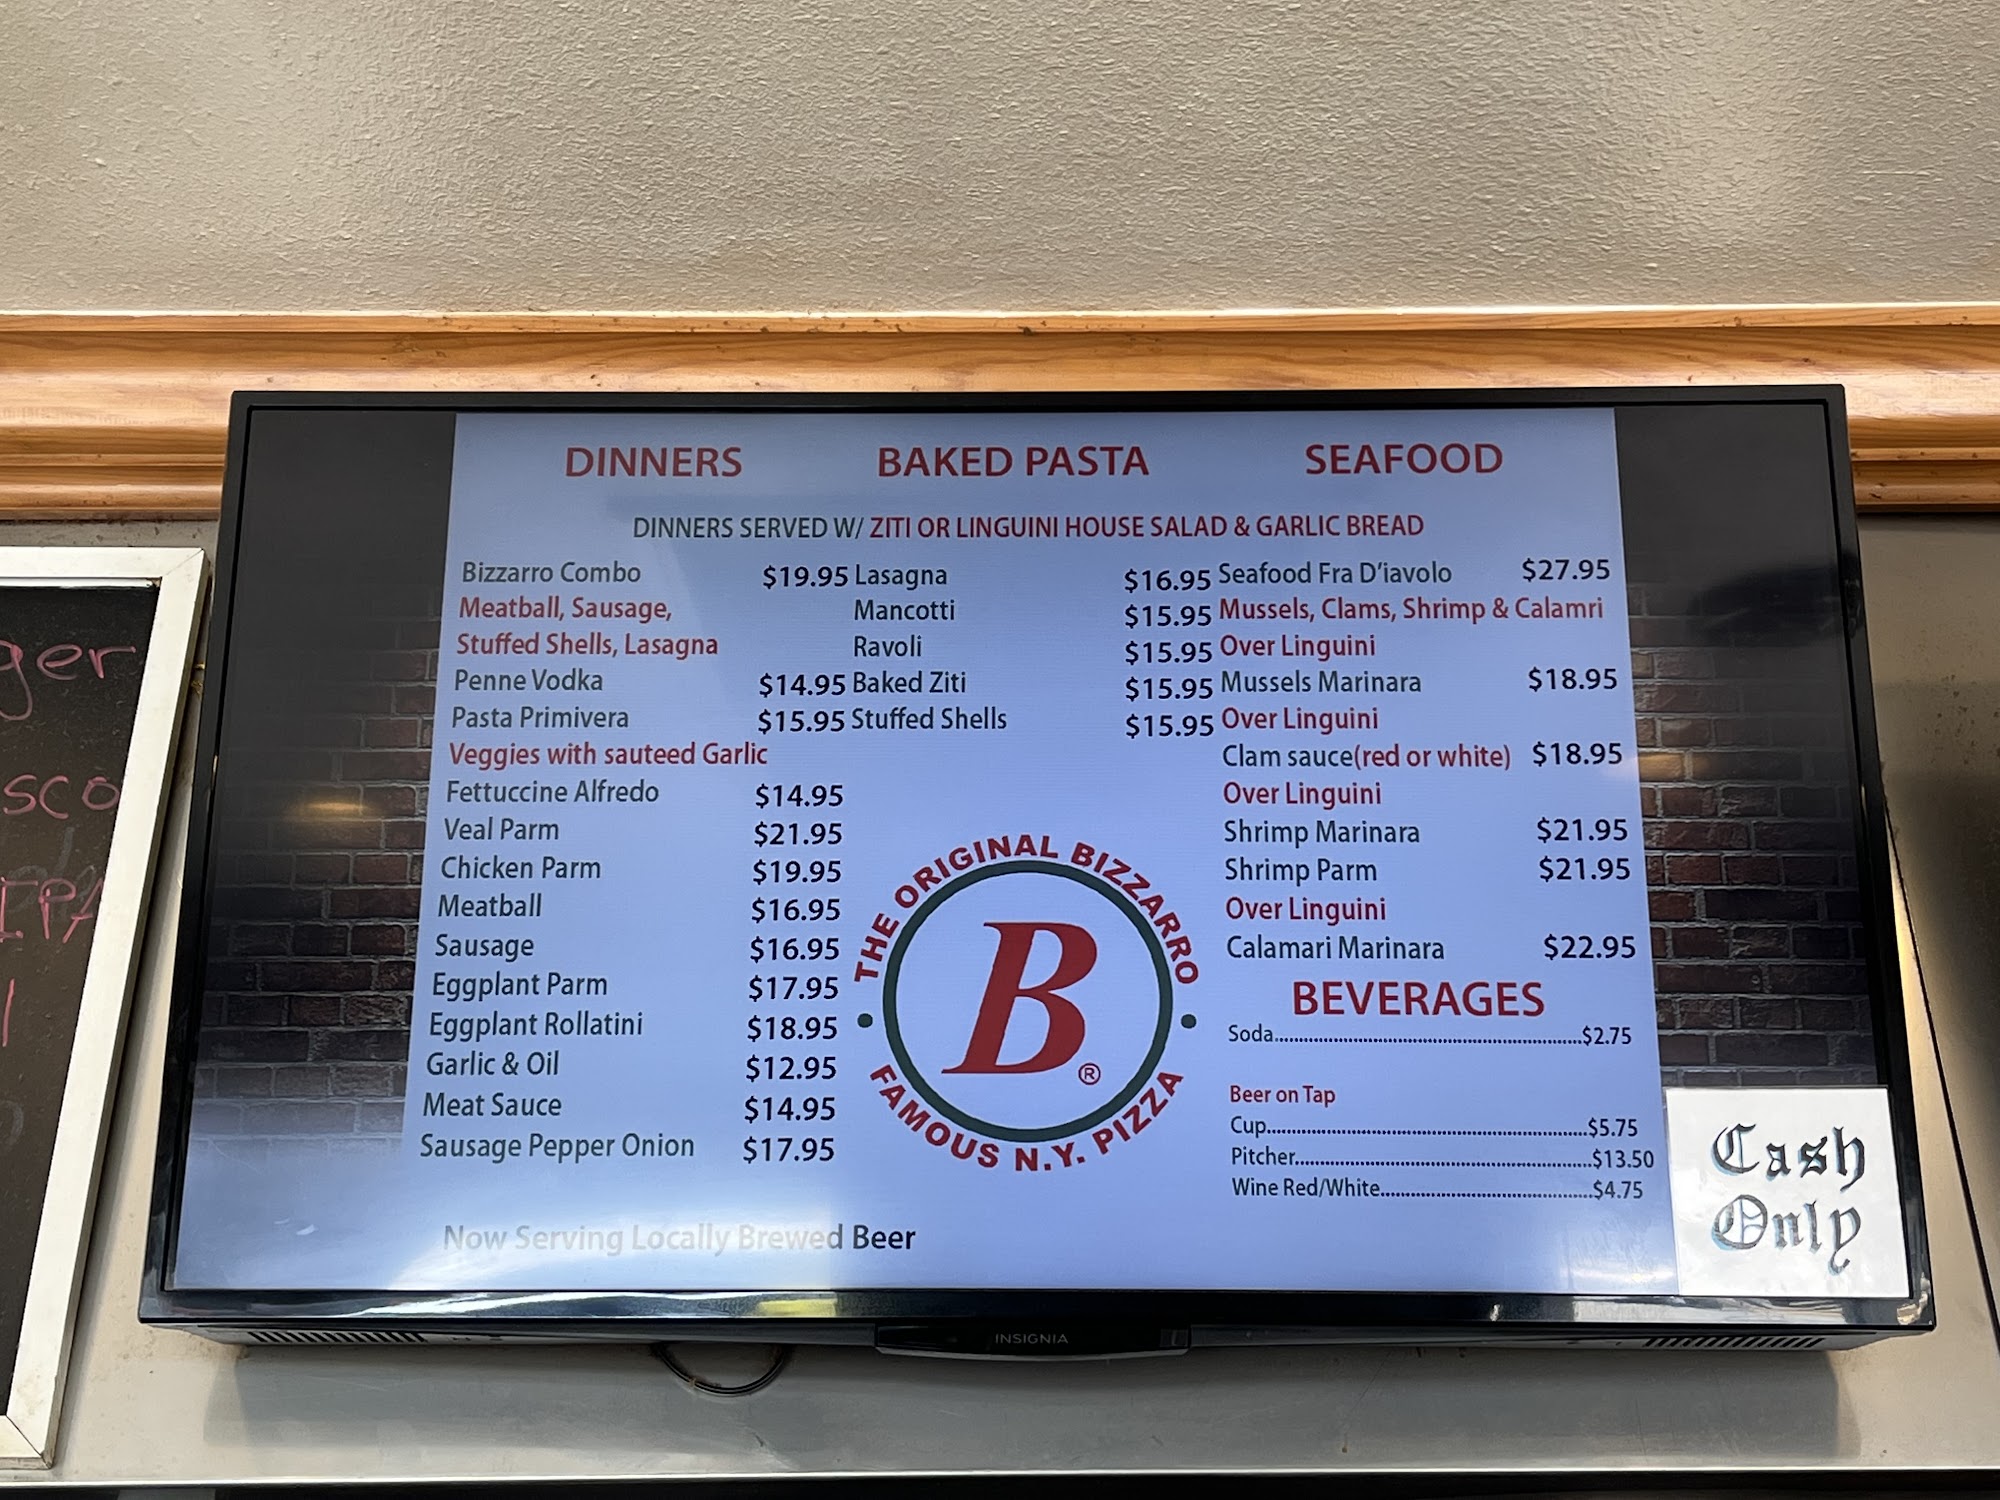 DINNERS
BAKED PASTA
SEAFOOD
DINNERS SERVED W/ ZITI OR LINGUINI HOUSE SALAD & GARLIC BREAD
Bizzarro Combo $19.95
Meatball, Sausage,
Stuffed Shells, Lasagna
Penne Vodka $14.95
Pasta Primivera $15.95
Veggies with sauteed Garlic
Fettuccine Alfredo $14.95
Veal Parm $21.95
Chicken Parm $19.95
Meatball $16.95
Sausage $16.95
Eggplant Parm $17.95
Eggplant Rollatini $18.95
Garlic & Oil $12.95
Meat Sauce $14.95
Sausage Pepper Onion $17.95
Now Serving Locally Brewed Beer
Lasagna $16.95
Mancotti $15.95
Ravoli $15.95
Baked Ziti $15.95
Stuffed Shells $15.95
THE ORIGINAL BIZZARRO
B®
FAMOUS N.Y. PIZZA
Seafood Fra D'iavolo $27.95
Mussels, Clams, Shrimp & Calamri
Over Linguini
Mussels Marinara $18.95
Over Linguini
Clam sauce(red or white) $18.95
Over Linguini
Shrimp Marinara $21.95
Shrimp Parm $21.95
Over Linguini
Calamari Marinara $22.95
BEVERAGES
Soda $2.75
Beer on Tap
Cup $5.75
Pitcher $13.50
Wine Red/White $4.75
Cash
Only
INSIGNIA
ger
sco
IPA